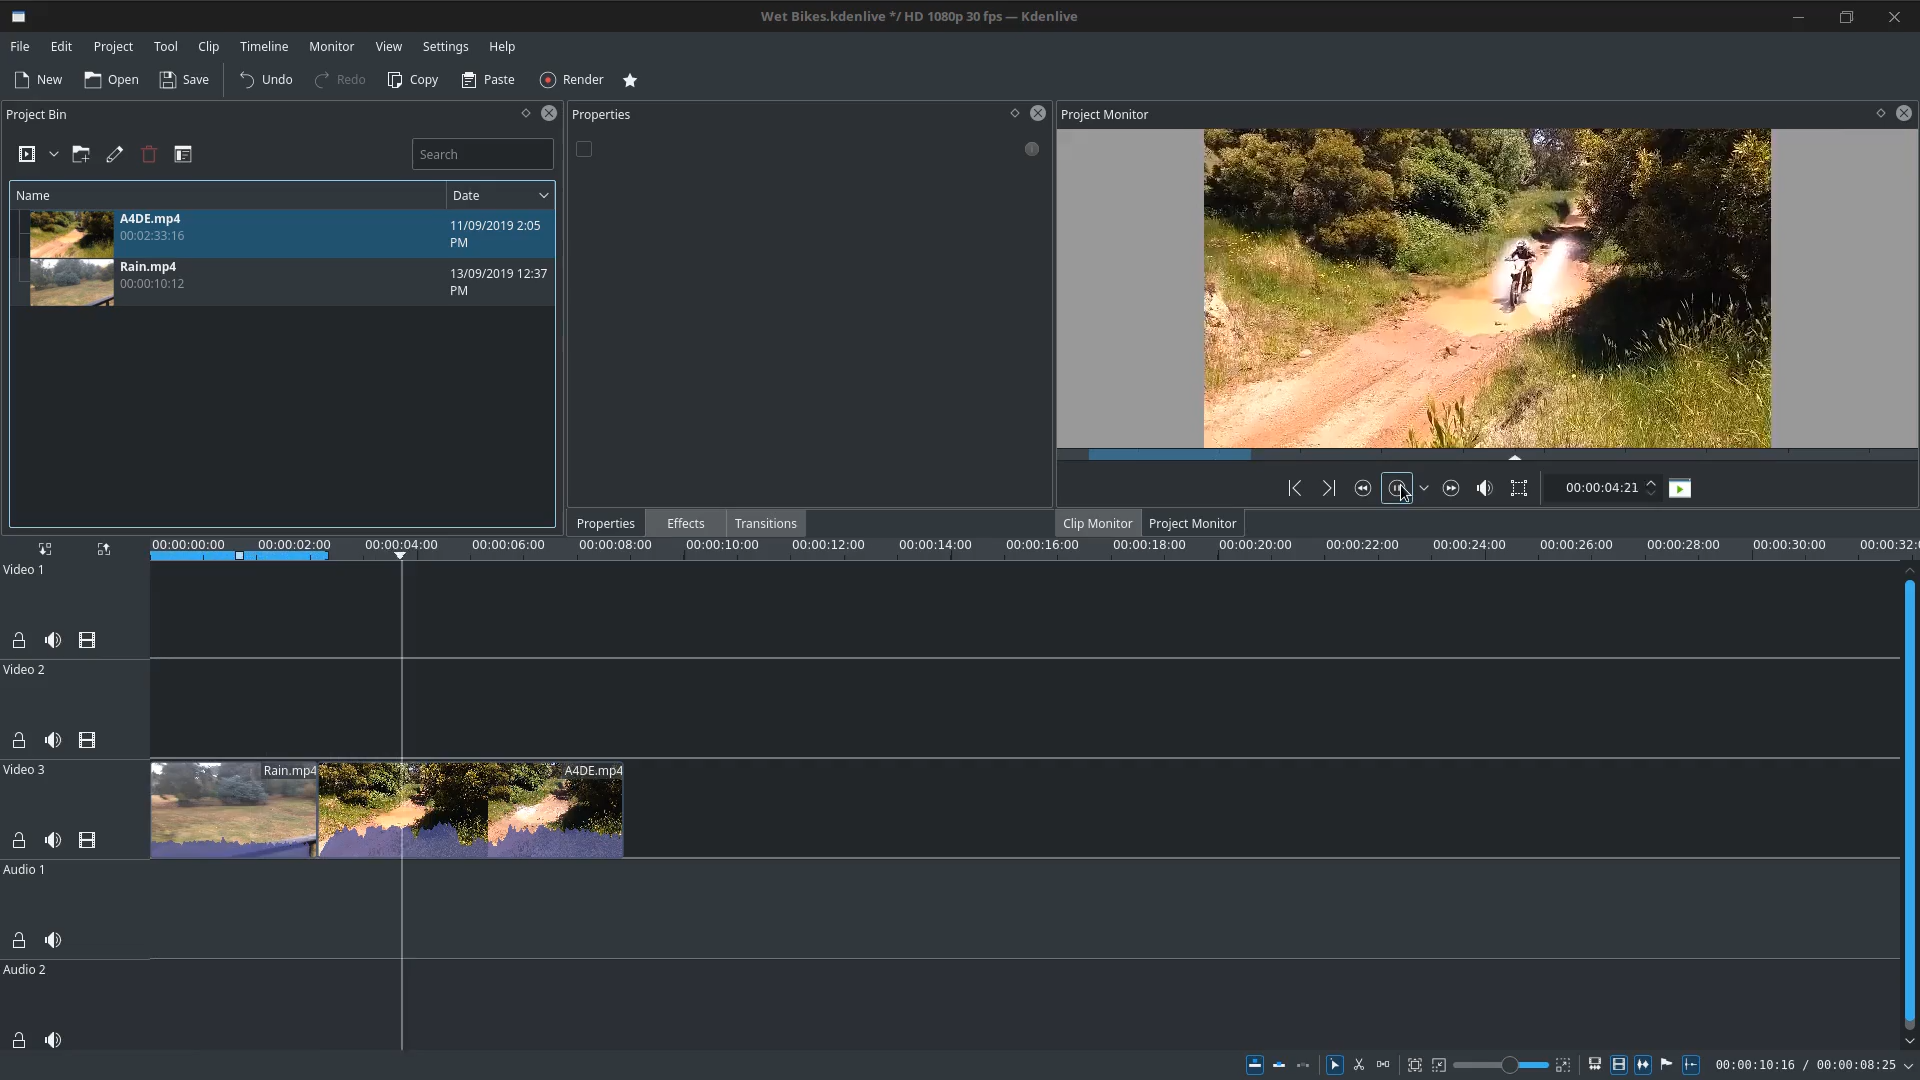 Wet Bikes.kdenlive */ HD 1080p 30 fps — Kdenlive
File Edit Project Tool Clip Timeline Monitor View Settings Help
New Open Save Undo Redo Copy Paste Render
Project Bin
Properties
Project Monitor
Search
Name Date
A4DE.mp4
00:02:33:16
11/09/2019 2:05
PM
Rain.mp4
00:00:10:12
13/09/2019 12:37
PM
00:00:04:21
Properties Effects Transitions
Clip Monitor Project Monitor
00:00:00:00 00:00:02:00 00:00:04:00 00:00:06:00 00:00:08:00 00:00:10:00 00:00:12:00 00:00:14:00 00:00:16:00 00:00:18:00 00:00:20:00 00:00:22:00 00:00:24:00 00:00:26:00 00:00:28:00 00:00:30:00 00:00:32:0
Video 1
Video 2
Video 3
Rain.mp4
A4DE.mp4
Audio 1
Audio 2
00:00:10:16 / 00:00:08:25